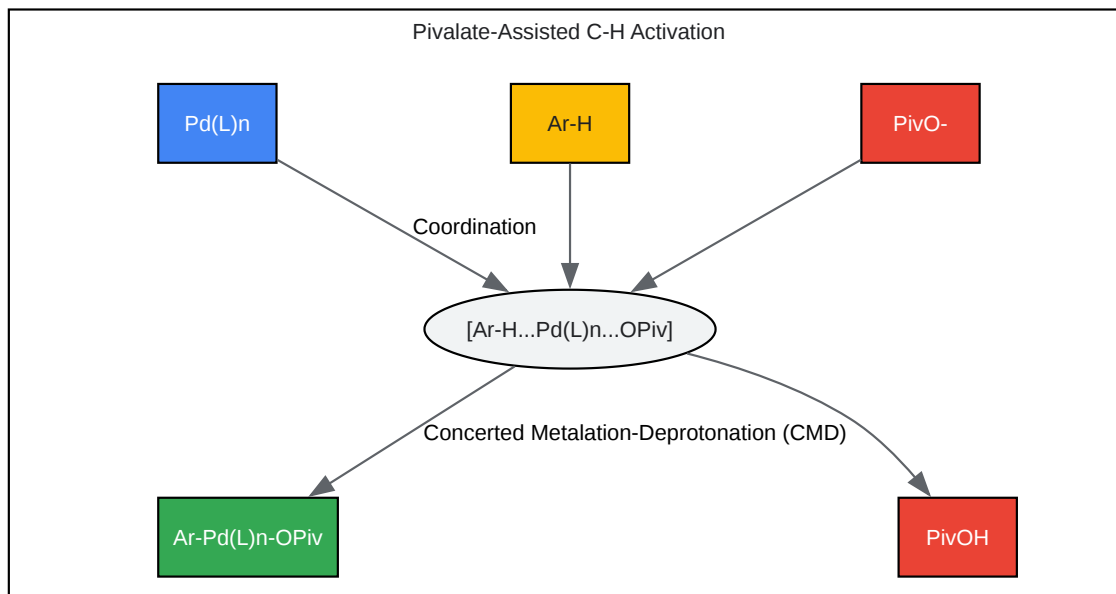 Pivalate-Assisted C-H Activation
Pd(L)n
Ar-H
PivO-
Coordination
[Ar-H...Pd(L)n...OPiv]
Concerted Metalation-Deprotonation (CMD)
Ar-Pd(L)n-OPiv
PivOH